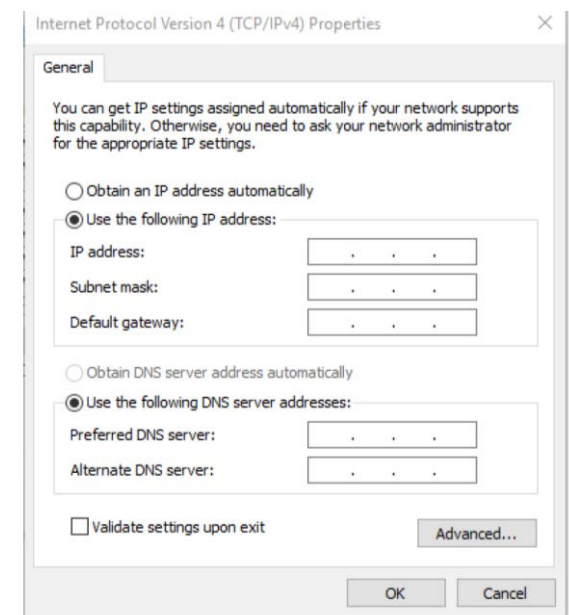 Internet Protocol Version 4 (TCP/IPv4) Properties
General
You can get IP settings assigned automatically if your network supports
this capability. Otherwise, you need to ask your network administrator
for the appropriate IP settings.
Obtain an IP address automatically
Use the following IP address:
IP address:
Subnet mask:
Default gateway:
Obtain DNS server address automatically
Use the following DNS server addresses:
Preferred DNS server:
Alternate DNS server:
Validate settings upon exit
Advanced...
OK Cancel